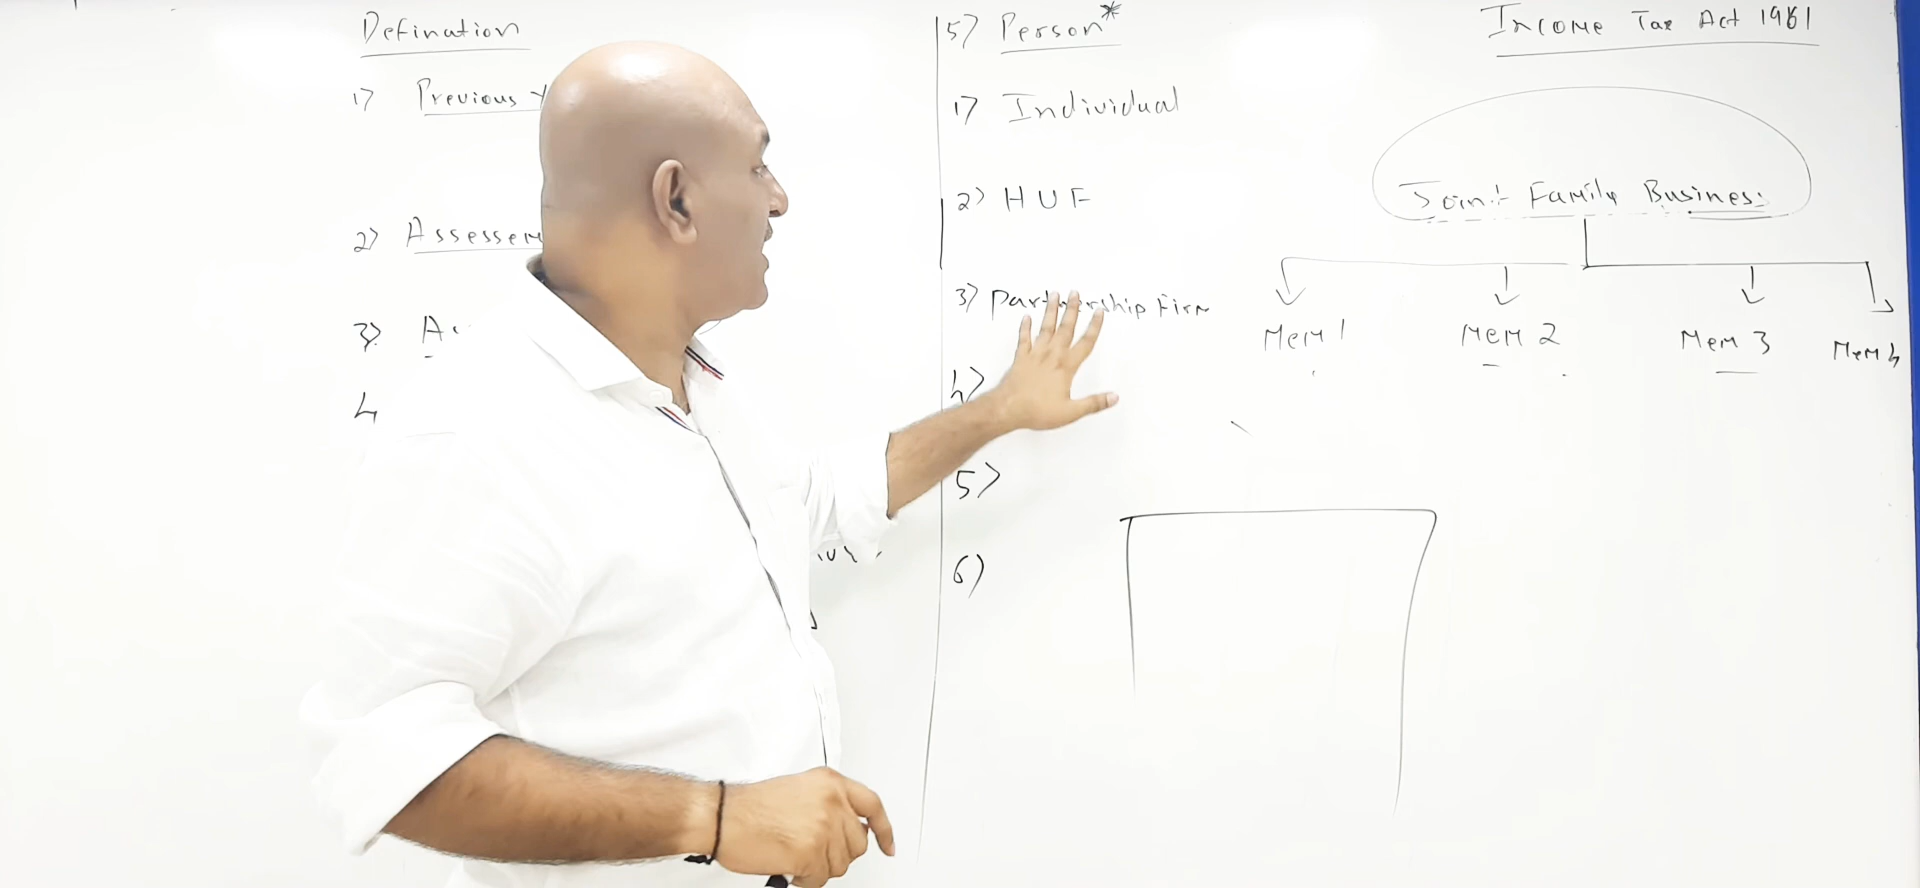 Defination
1) Previous Y
2) Assessem
3) A
4
5) Person*
1) Individual
2) HUF
3) Partnership Firm
4)
5)
6)
Income Tax Act 1961
Joint Family Business
Mem 1
Mem 2
Mem 3
Mem 4